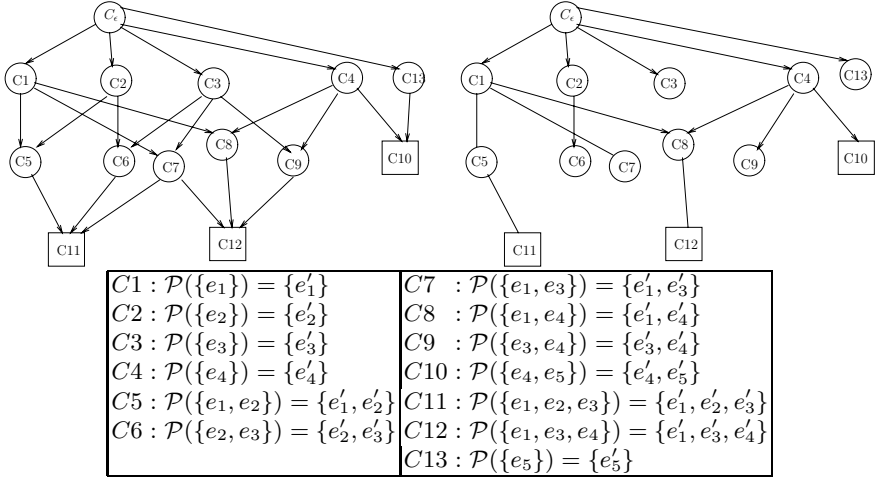 C_ϵ C_ϵ
C1 C2 C3 C4 C13 C1 C2 C3 C4 C13
C5 C6 C7 C8 C9 C10 C5 C6 C7 C8 C9 C10
C11 C12 C11 C12
C1 : 𝒫({e₁}) = {e′₁} C7 : 𝒫({e₁, e₃}) = {e′₁, e′₃}
C2 : 𝒫({e₂}) = {e′₂} C8 : 𝒫({e₁, e₄}) = {e′₁, e′₄}
C3 : 𝒫({e₃}) = {e′₃} C9 : 𝒫({e₃, e₄}) = {e′₃, e′₄}
C4 : 𝒫({e₄}) = {e′₄} C10 : 𝒫({e₄, e₅}) = {e′₄, e′₅}
C5 : 𝒫({e₁, e₂}) = {e′₁, e′₂} C11 : 𝒫({e₁, e₂, e₃}) = {e′₁, e′₂, e′₃}
C6 : 𝒫({e₂, e₃}) = {e′₂, e′₃} C12 : 𝒫({e₁, e₃, e₄}) = {e′₁, e′₃, e′₄}
C13 : 𝒫({e₅}) = {e′₅}